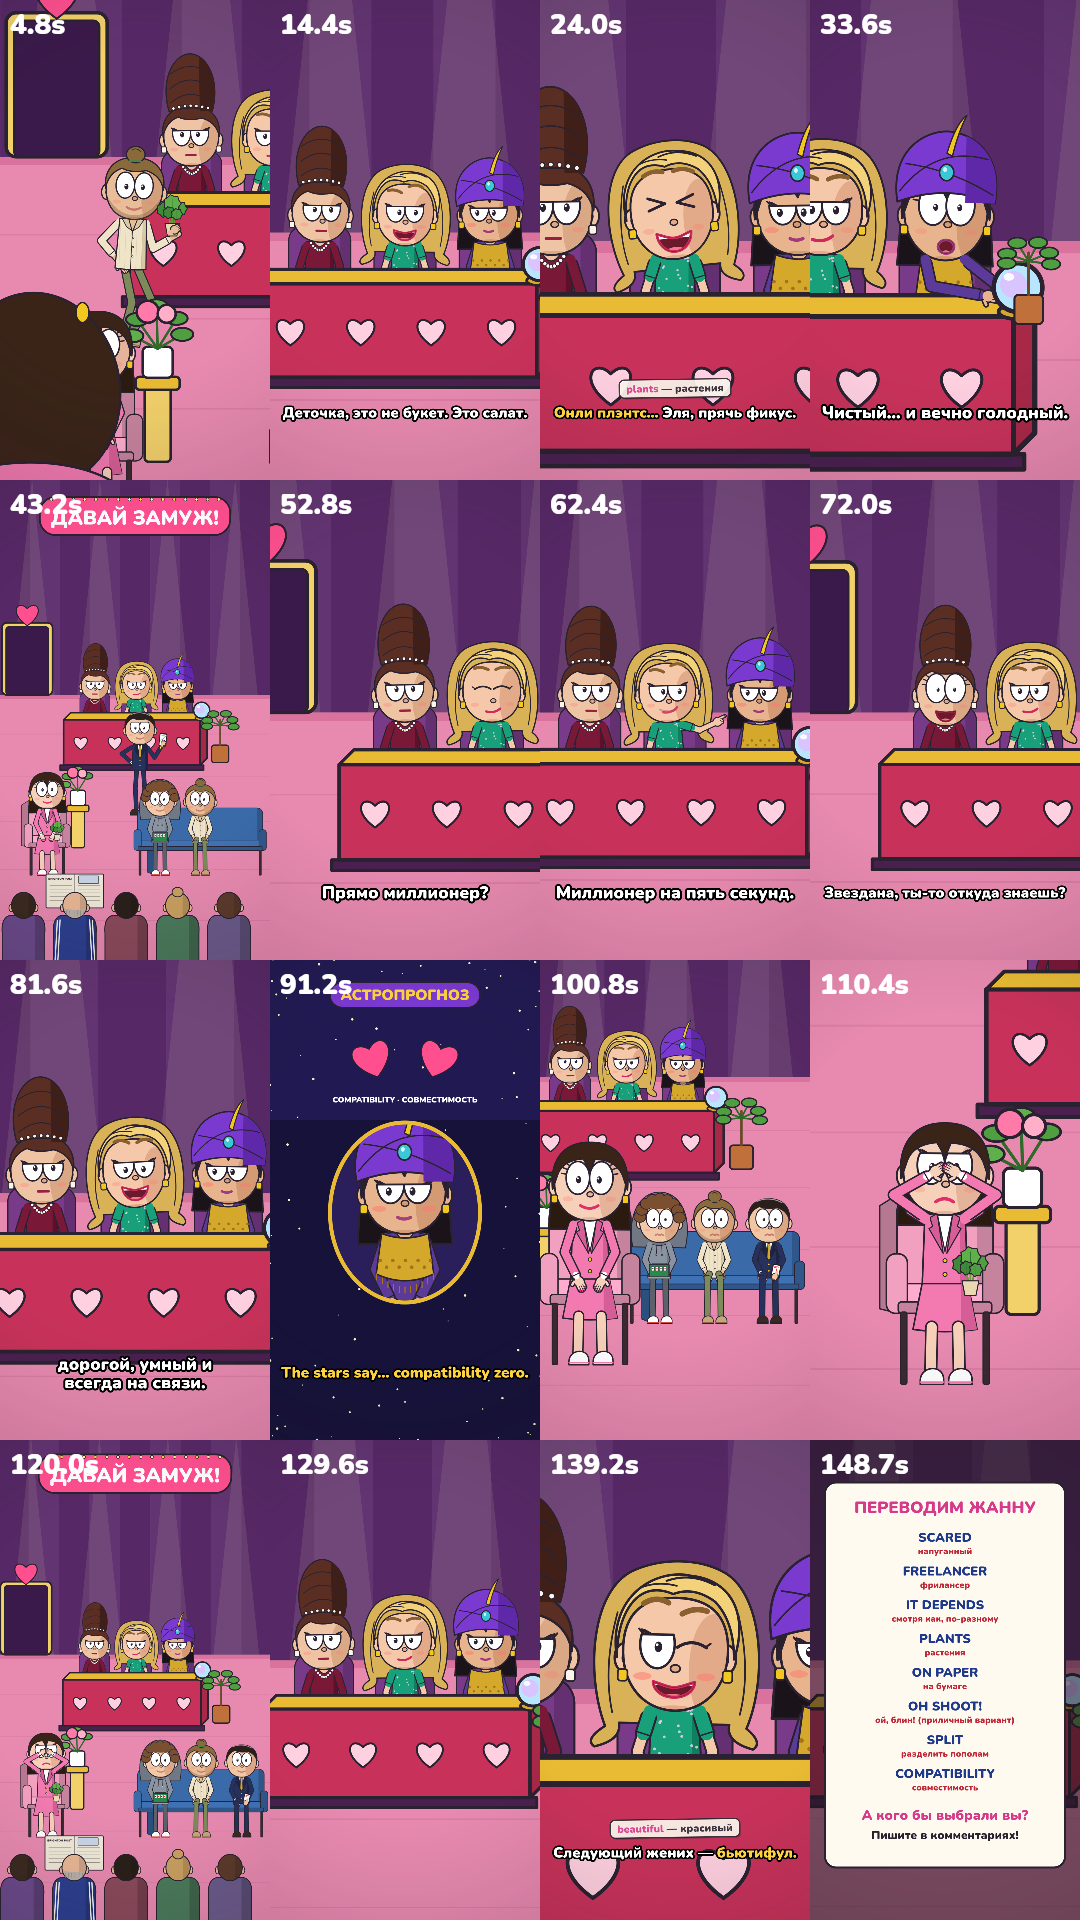 4.8s
14.4s
24.0s
33.6s
Деточка, это не букет. Это салат.
plants — растения
Онли плэнтс... Эля, прячь фикус.
Чистый... и вечно голодный.
43.2s
52.8s
62.4s
72.0s
ДАВАЙ ЗАМУЖ!
Прямо миллионер?
Миллионер на пять секунд.
Звездана, ты-то откуда знаешь?
81.6s
91.2s
100.8s
110.4s
АСТРОПРОГНОЗ
COMPATIBILITY · СОВМЕСТИМОСТЬ
дорогой, умный и
всегда на связи.
The stars say... compatibility zero.
120.0s
129.6s
139.2s
148.7s
ДАВАЙ ЗАМУЖ!
beautiful — красивый
Следующий жених — бьютифул.
ПЕРЕВОДИМ ЖАННУ
SCARED
напуганный
FREELANCER
фрилансер
IT DEPENDS
смотря как, по-разному
PLANTS
растения
ON PAPER
на бумаге
OH SHOOT!
ой, блин! (приличный вариант)
SPLIT
разделить пополам
COMPATIBILITY
совместимость
А кого бы выбрали вы?
Пишите в комментариях!